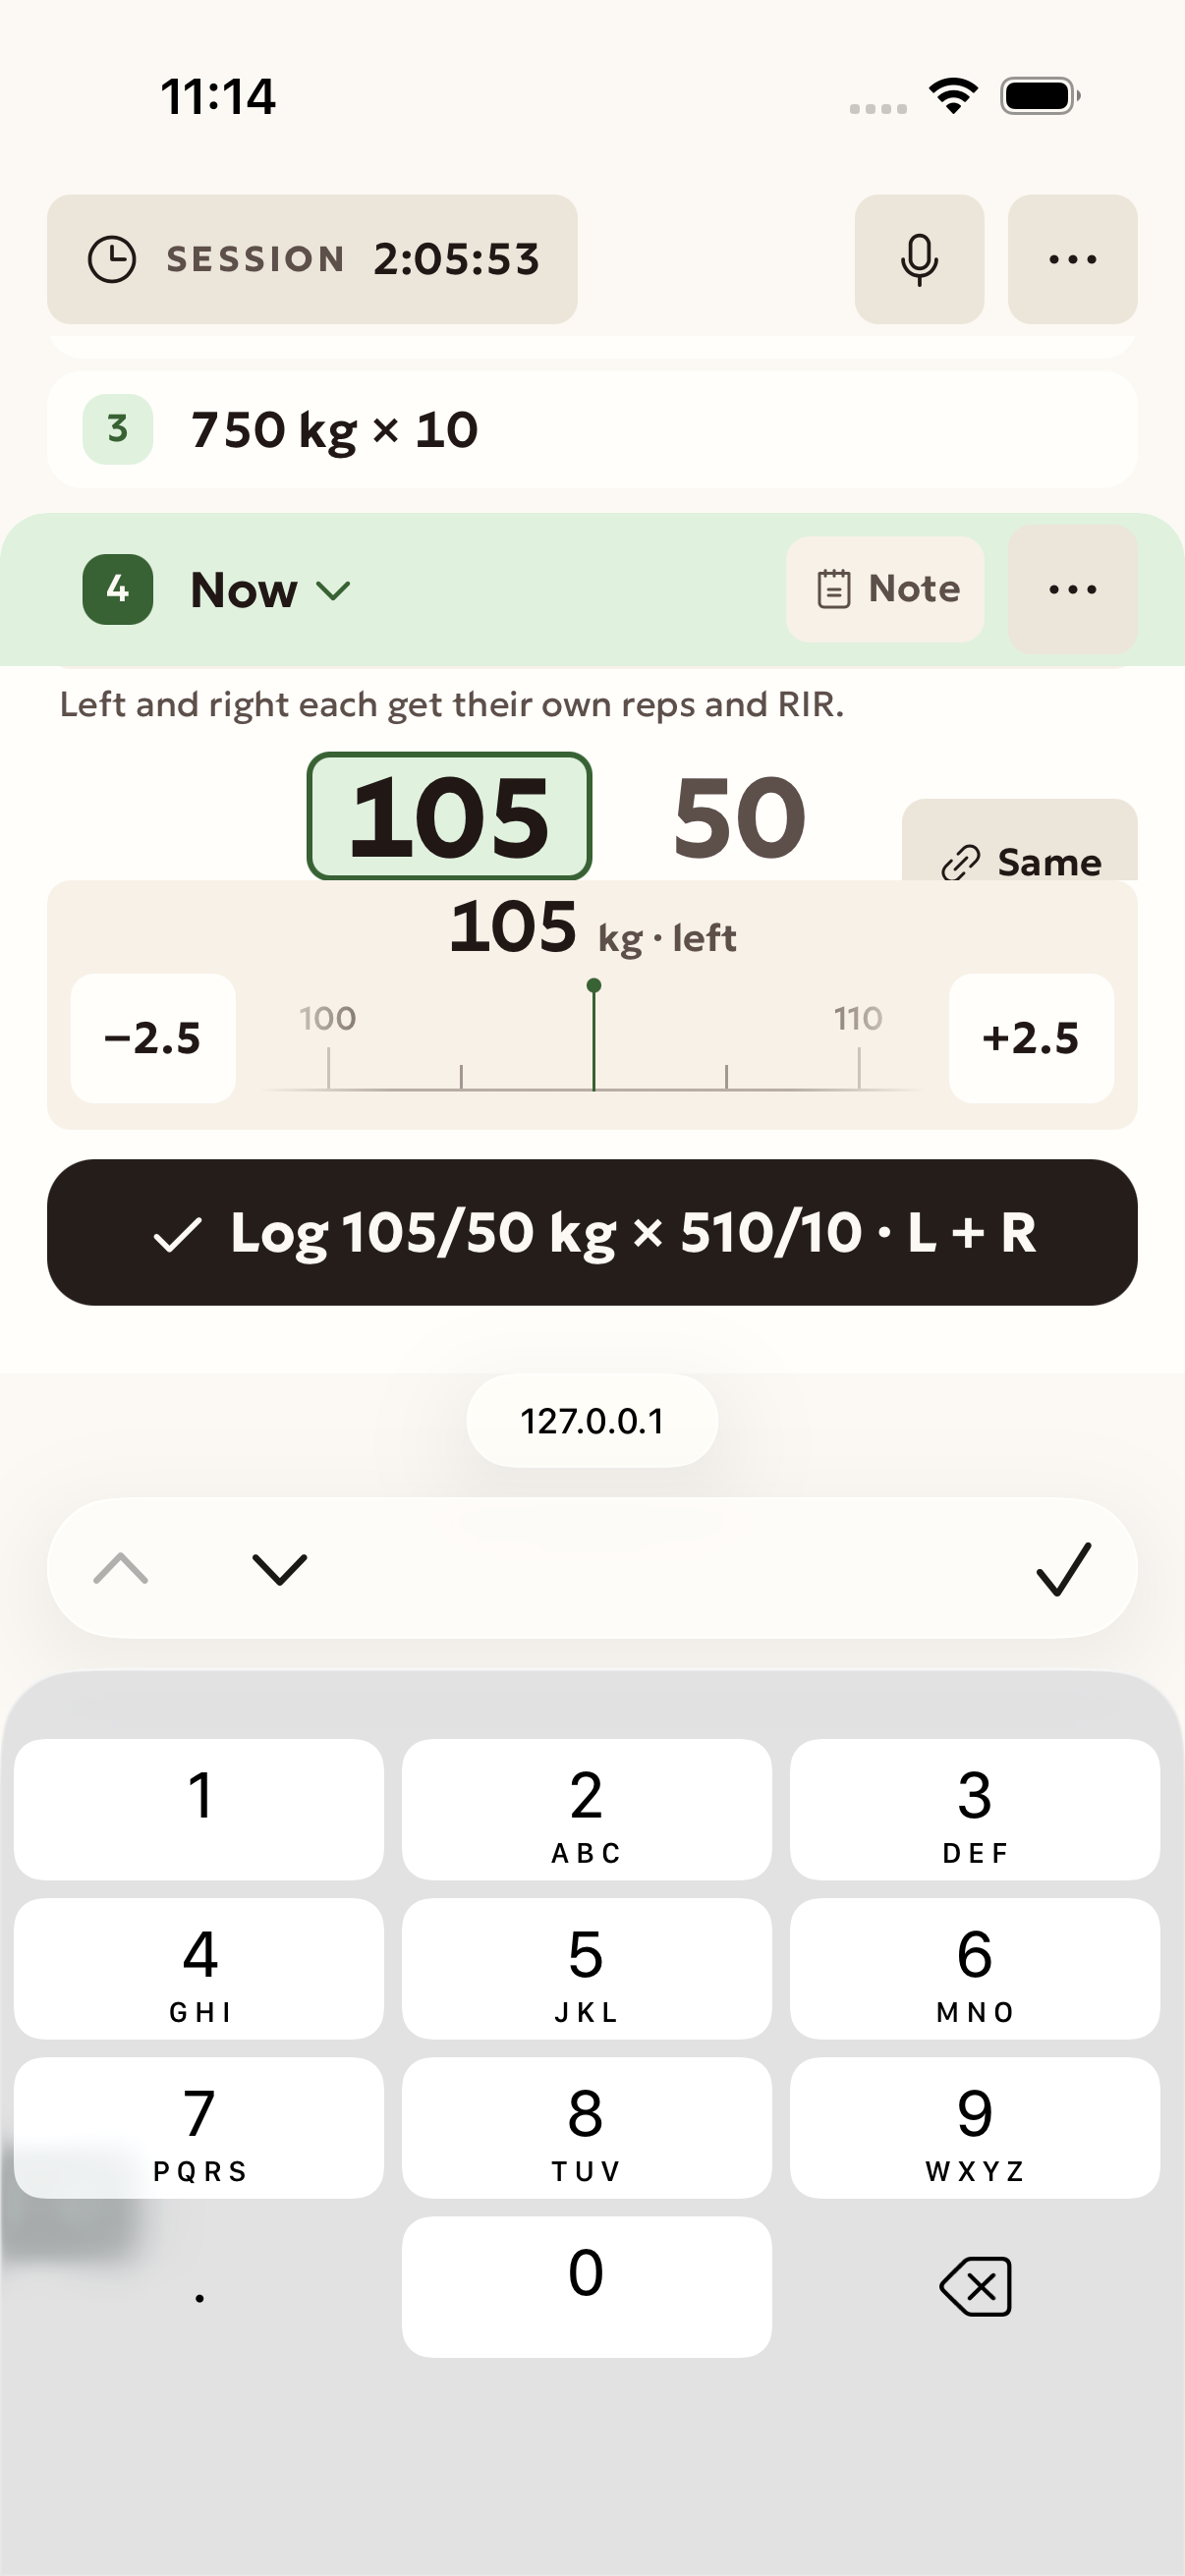 11:14
SESSION 2:05:53
3 750 kg × 10
4 Now Note
Left and right each get their own reps and RIR.
105 50 Same
105 kg · left
−2.5 100 110 +2.5
Log 105/50 kg × 510/10 · L + R
127.0.0.1
1 2 3
ABC DEF
4 5 6
GHI JKL MNO
7 8 9
PQRS TUV WXYZ
. 0